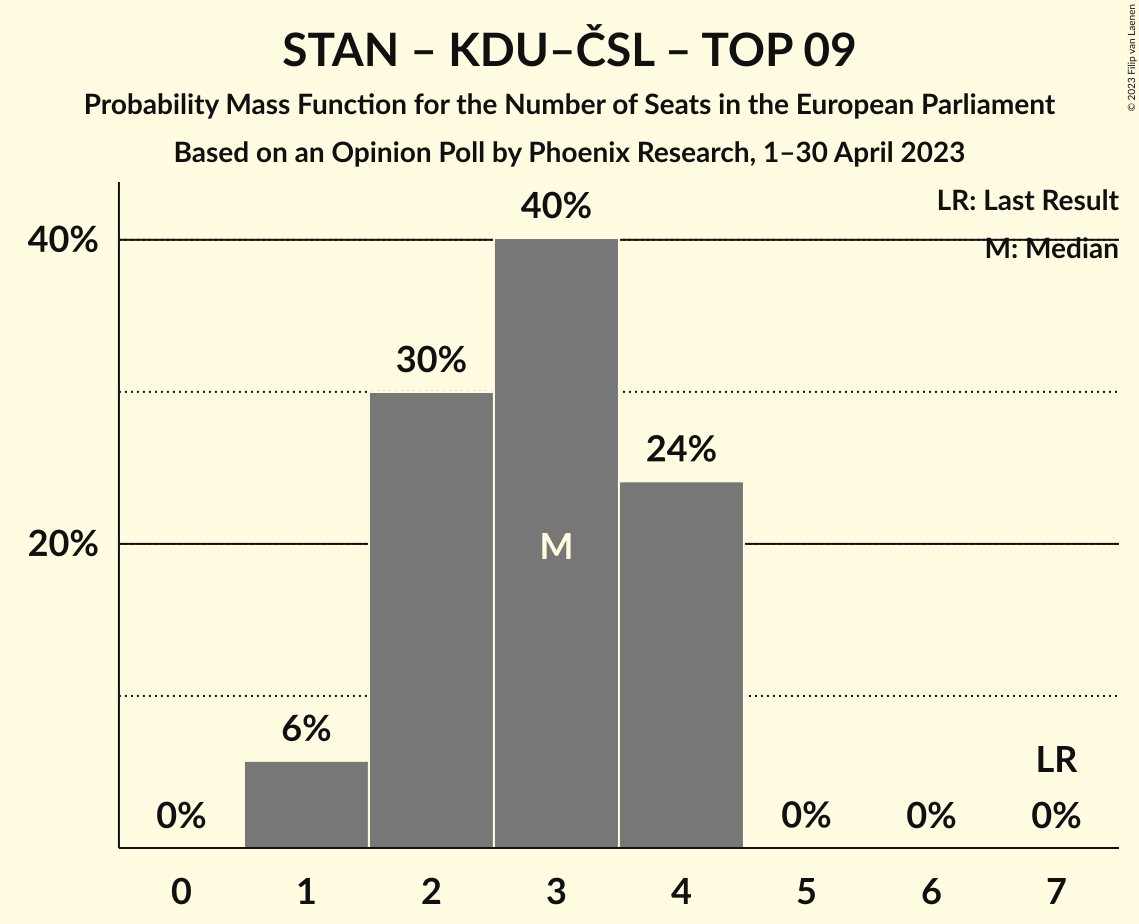 STAN – KDU–ČSL – TOP 09
Probability Mass Function for the Number of Seats in the European Parliament
Based on an Opinion Poll by Phoenix Research, 1–30 April 2023
© 2023 Filip van Laenen
LR: Last Result
M: Median
40%
20%
0%
6%
30%
40%
M
24%
0%
0%
LR
0%
0 1 2 3 4 5 6 7